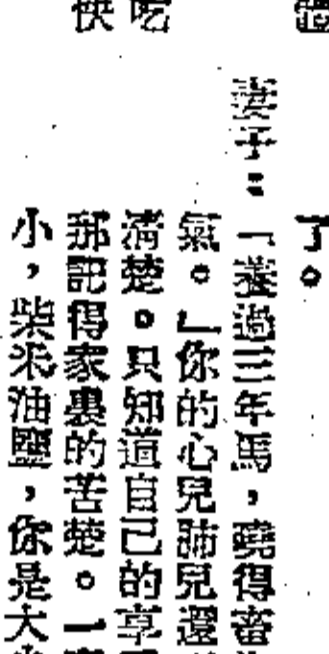 了。
妻子：「養過三年馬，曉得畜
氣。」你的心兒肺兒還
清楚。只知道自己的享
那記得家裏的苦楚。一
小，柴米油鹽，你是大
快
吃